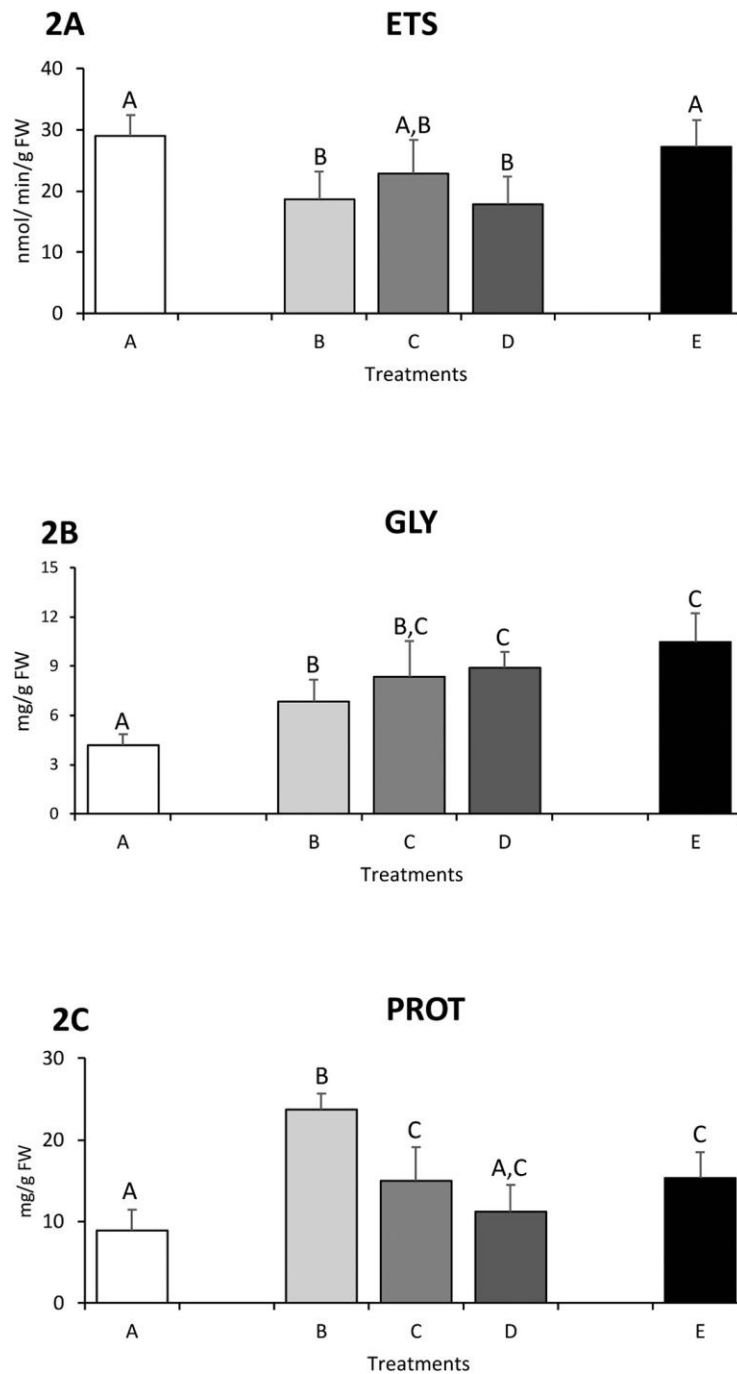 2A
ETS
40
30
20
10
0
nmol/ min/g FW
A
B
A,B
B
A
A
B
C
D
E
Treatments
2B
GLY
15
12
9
6
3
0
mg/g FW
A
B
B,C
C
C
A
B
C
D
E
Treatments
2C
PROT
30
20
10
0
mg/g FW
A
B
C
A,C
C
A
B
C
D
E
Treatments